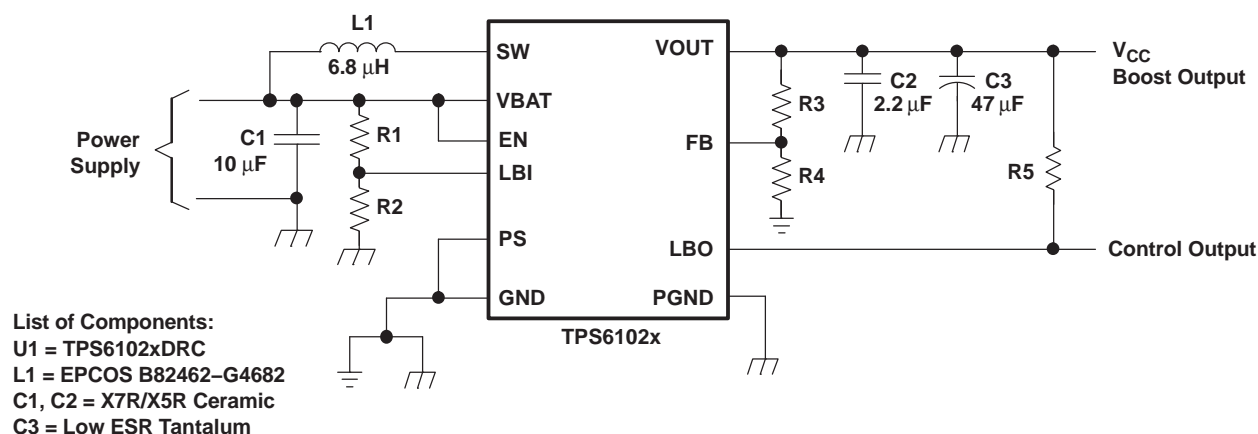 L1
6.8 μH
SW
VOUT
VCC
Boost Output
C2
2.2 μF
C3
47 μF
VBAT
R3
Power
Supply
C1
10 μF
R1
EN
FB
LBI
R4
R5
R2
PS
LBO
Control Output
GND
PGND
TPS6102x
List of Components:
U1 = TPS6102xDRC
L1 = EPCOS B82462–G4682
C1, C2 = X7R/X5R Ceramic
C3 = Low ESR Tantalum